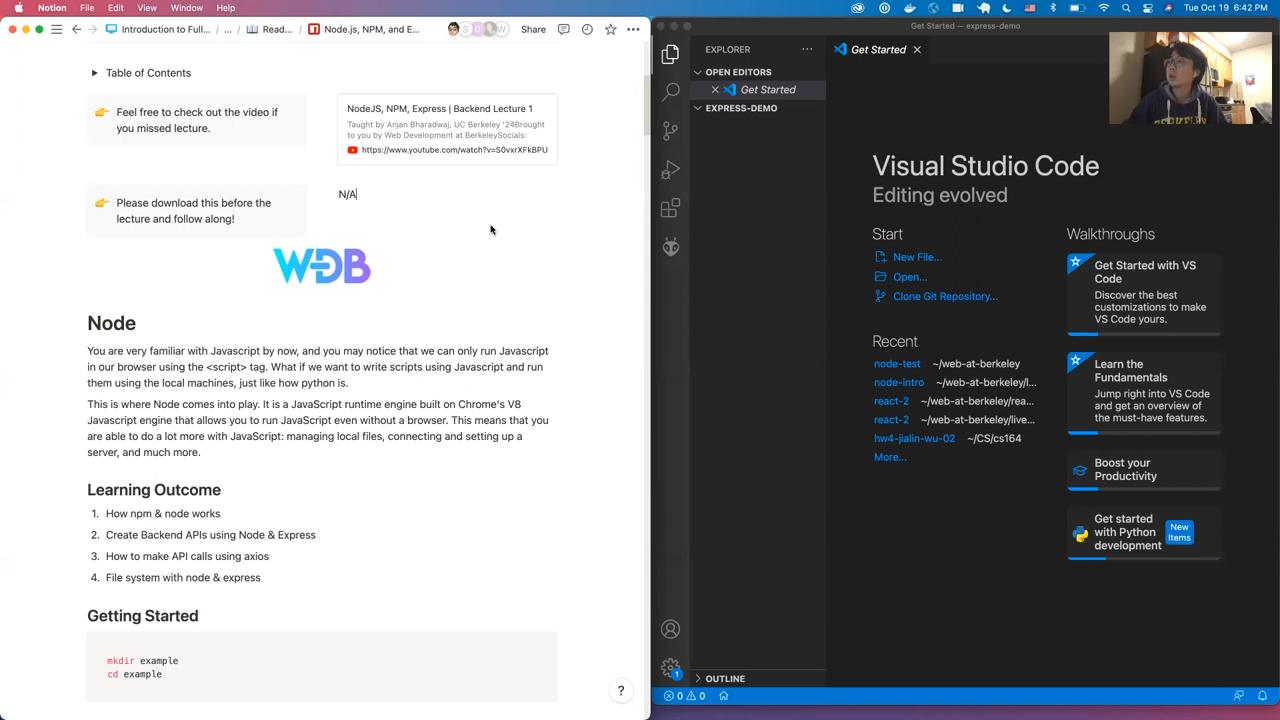 Notion File Edit View Window Help
Tue Oct 19 6:42 PM
Introduction to Full... / ... / Read... / Node.js, NPM, and E...
Share
Table of Contents
Feel free to check out the video if
you missed lecture.
NodeJS, NPM, Express | Backend Lecture 1
Taught by Anjan Bharadwaj, UC Berkeley '24Brought
to you by Web Development at BerkeleySocials:
https://www.youtube.com/watch?v=S0vxrXFkBPU
Please download this before the
lecture and follow along!
N/A
WDB
Node
You are very familiar with Javascript by now, and you may notice that we can only run Javascript
in our browser using the <script> tag. What if we want to write scripts using Javascript and run
them using the local machines, just like how python is.
This is where Node comes into play. It is a JavaScript runtime engine built on Chrome's V8
Javascript engine that allows you to run JavaScript even without a browser. This means that you
are able to do a lot more with JavaScript: managing local files, connecting and setting up a
server, and much more.
Learning Outcome
1. How npm & node works
2. Create Backend APIs using Node & Express
3. How to make API calls using axios
4. File system with node & express
Getting Started
mkdir example
cd example
?
Get Started — express-demo
EXPLORER
OPEN EDITORS
Get Started
EXPRESS-DEMO
OUTLINE
Get Started
Visual Studio Code
Editing evolved
Start
New File...
Open...
Clone Git Repository...
Recent
node-test ~/web-at-berkeley
node-intro ~/web-at-berkeley/l...
react-2 ~/web-at-berkeley/rea...
react-2 ~/web-at-berkeley/live...
hw4-jialin-wu-02 ~/CS/cs164
More...
Walkthroughs
Get Started with VS
Code
Discover the best
customizations to make
VS Code yours.
Learn the
Fundamentals
Jump right into VS Code
and get an overview of
the must-have features.
Boost your
Productivity
Get started
with Python
development
New
Items
1
0 0